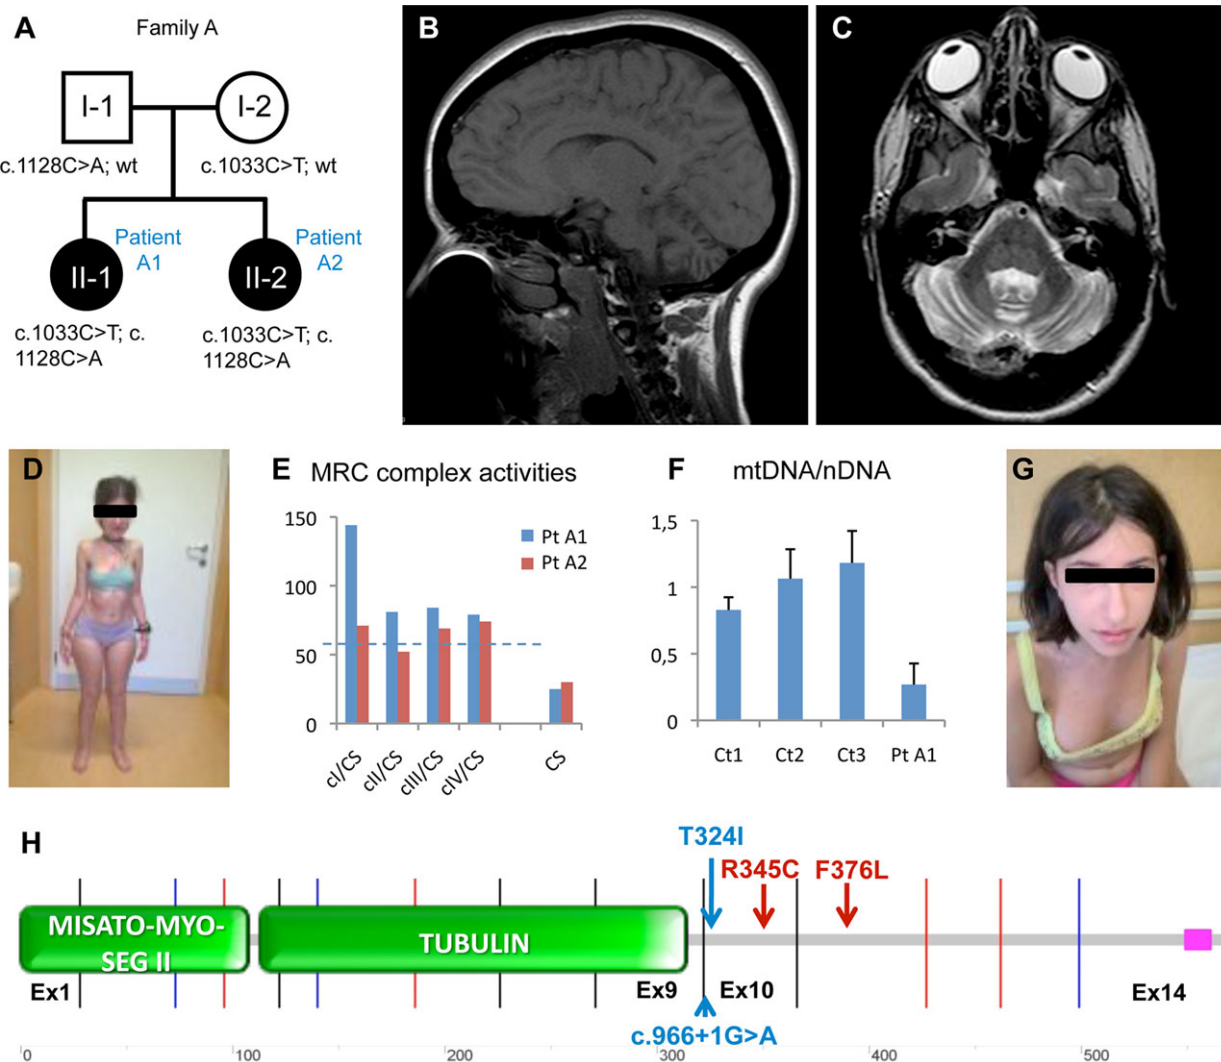 A
Family A
I-1
I-2
c.1128C>A; wt
c.1033C>T; wt
Patient
A1
Patient
A2
II-1
II-2
c.1033C>T; c.
1128C>A
c.1033C>T; c.
1128C>A
B
C
D
E
MRC complex activities
150
100
50
0
Pt A1
Pt A2
cI/CS
cII/CS
cIII/CS
cIV/CS
CS
F
mtDNA/nDNA
1,5
1
0,5
0
Ct1
Ct2
Ct3
Pt A1
G
H
T324I
R345C
F376L
MISATO-MYO-
SEG II
TUBULIN
Ex1
Ex9
Ex10
Ex14
c.966+1G>A
0
100
200
300
400
500